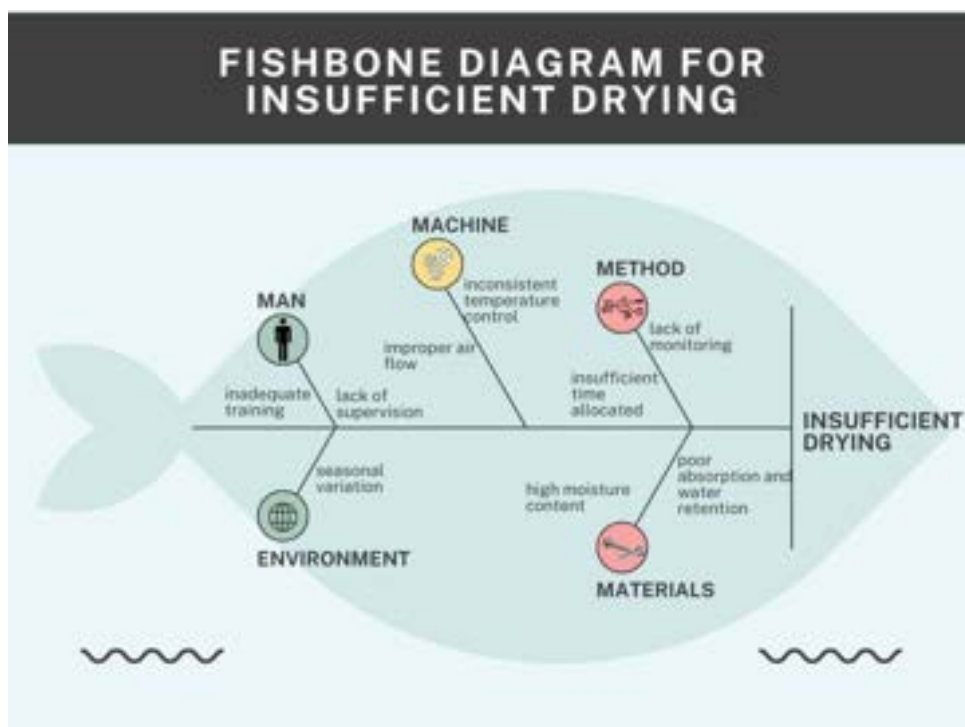 FISHBONE DIAGRAM FOR
INSUFFICIENT DRYING
MACHINE
inconsistent
temperature
control
improper air
flow
METHOD
lack of
monitoring
insufficient
time
allocated
MAN
inadequate
training
lack of
supervision
INSUFFICIENT
DRYING
seasonal
variation
ENVIRONMENT
high moisture
content
poor
absorption and
water
retention
MATERIALS